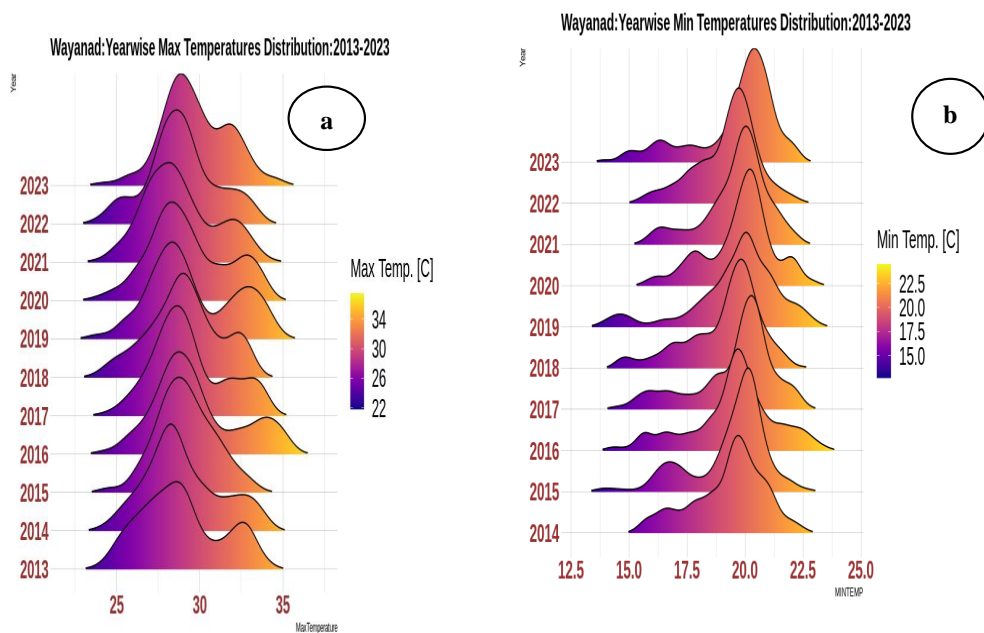 Wayanad:Yearwise Max Temperatures Distribution:2013-2023
Year
a
2023
2022
2021
2020
2019
2018
2017
2016
2015
2014
2013
25 30 35
MaxTemperature
Max Temp. [C]
34
30
26
22
Wayanad:Yearwise Min Temperatures Distribution:2013-2023
Year
b
2023
2022
2021
2020
2019
2018
2017
2016
2015
2014
12.5 15.0 17.5 20.0 22.5 25.0
MINTEMP
Min Temp. [C]
22.5
20.0
17.5
15.0